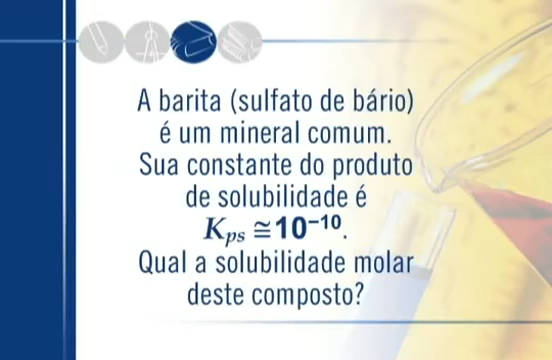 A barita (sulfato de bário)
é um mineral comum.
Sua constante do produto
de solubilidade é
Kps ≅ 10⁻¹⁰.
Qual a solubilidade molar
deste composto?